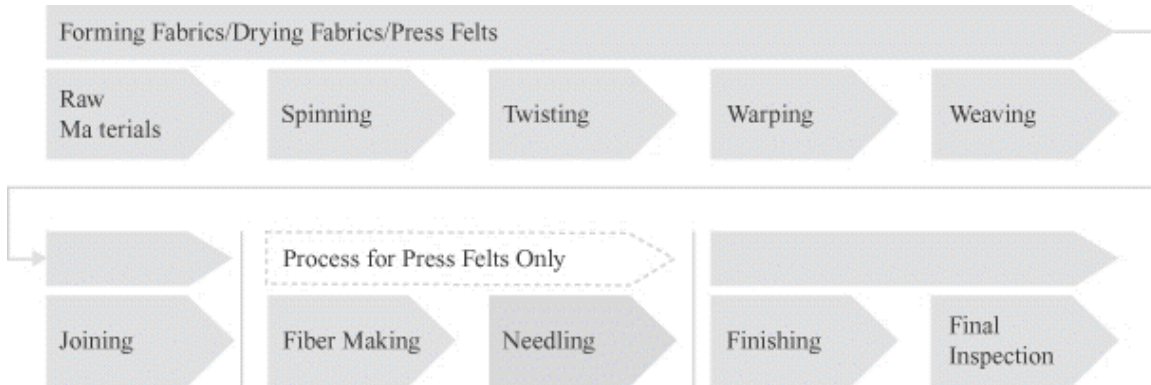 Forming Fabrics/Drying Fabrics/Press Felts
Raw
Ma terials
Spinning
Twisting
Warping
Weaving
Process for Press Felts Only
Joining
Fiber Making
Needling
Finishing
Final
Inspection